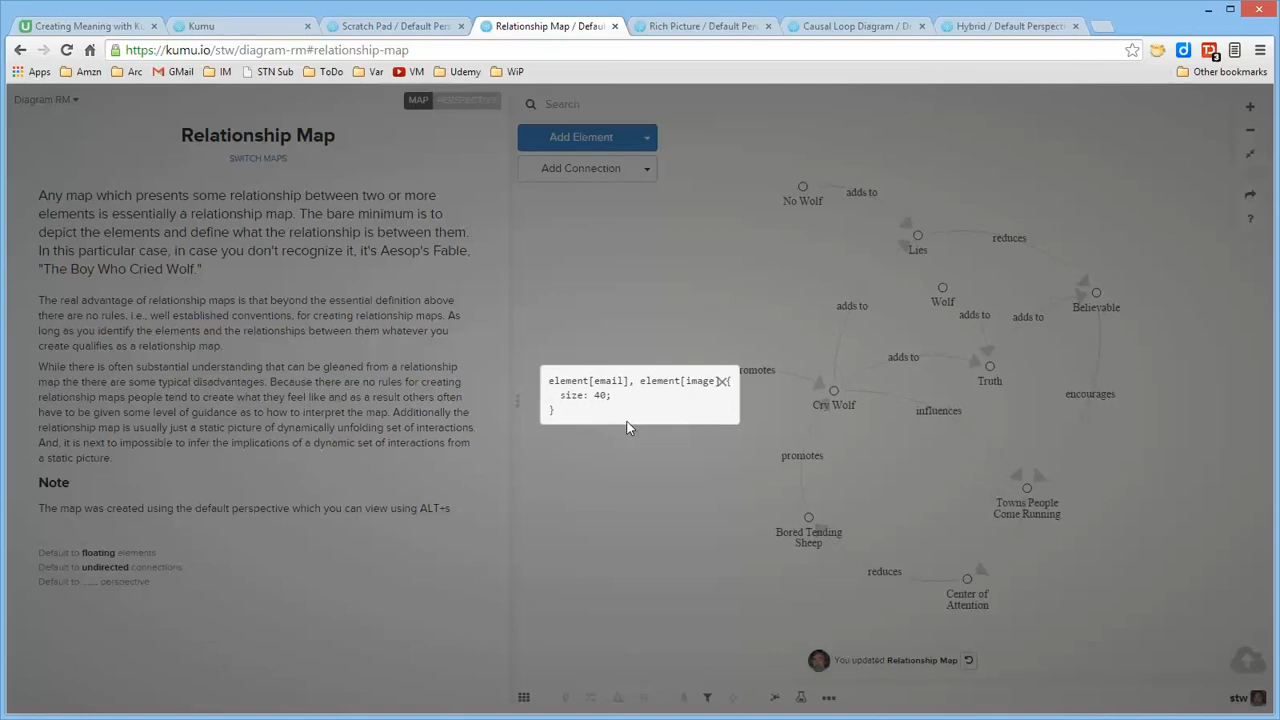 Creating Meaning with Ku
Kumu
Scratch Pad / Default Pers
Relationship Map / Defau
Rich Picture / Default Per
Causal Loop Diagram / De
Hybrid / Default Perspecti
https://kumu.io/stw/diagram-rm#relationship-map
3
Apps
Amzn
Arc
GMail
IM
STN Sub
ToDo
Var
VM
Udemy
WiP
Other bookmarks
Diagram RM
MAP
PERSPECTIVE
Search
Relationship Map
SWITCH MAPS
Add Element
Add Connection
Any map which presents some relationship between two or more
elements is essentially a relationship map. The bare minimum is to
depict the elements and define what the relationship is between them.
In this particular case, in case you don't recognize it, it's Aesop's Fable,
"The Boy Who Cried Wolf."
The real advantage of relationship maps is that beyond the essential definition above
there are no rules, i.e., well established conventions, for creating relationship maps. As
long as you identify the elements and the relationships between them whatever you
create qualifies as a relationship map.
While there is often substantial understanding that can be gleaned from a relationship
map the there are some typical disadvantages. Because there are no rules for creating
relationship maps people tend to create what they feel like and as a result others often
have to be given some level of guidance as to how to interpret the map. Additionally the
relationship map is usually just a static picture of dynamically unfolding set of interactions.
And, it is next to impossible to infer the implications of a dynamic set of interactions from
a static picture.
Note
The map was created using the default perspective which you can view using ALT+s
Default to floating elements
Default to undirected connections
Default to ...... perspective
element[email], element[image] {
size: 40;
}
No Wolf
adds to
Lies
reduces
Wolf
Believable
adds to
adds to
adds to
adds to
Truth
promotes
Cry Wolf
influences
encourages
promotes
Towns People
Come Running
Bored Tending
Sheep
reduces
Center of
Attention
You updated Relationship Map
stw